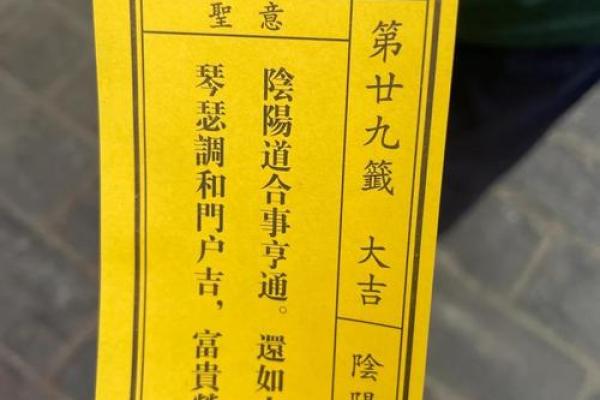 第廿九籤 大吉
陰陽
聖意
陰陽道合事亨通。還如
琴瑟調和門户吉，富貴